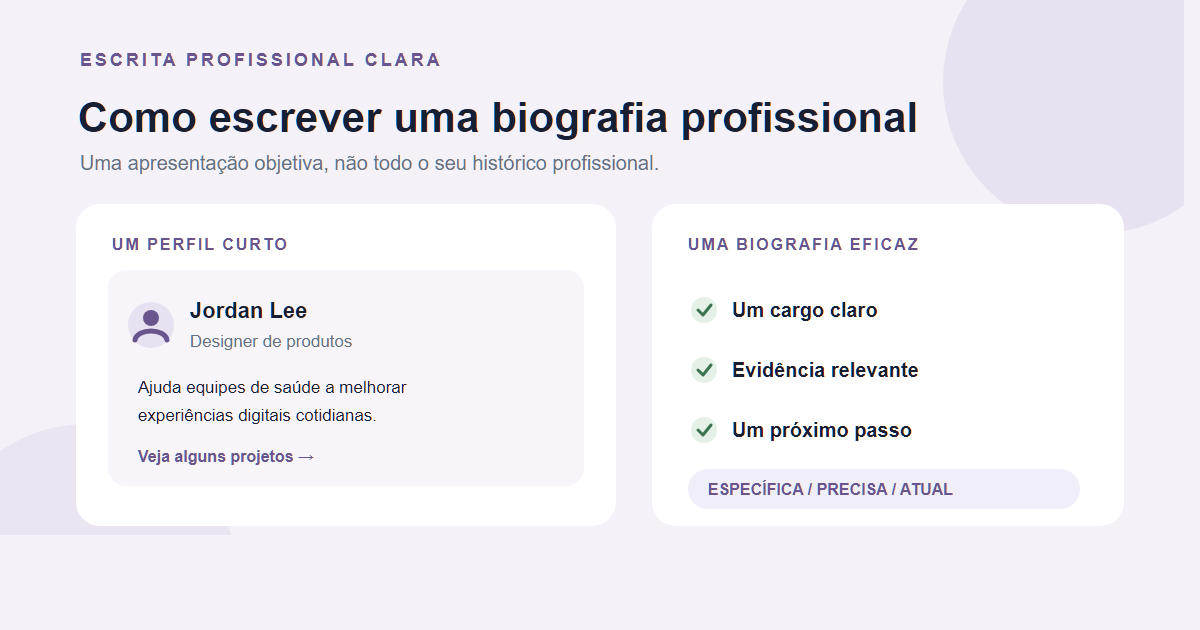 ESCRITA PROFISSIONAL CLARA
Como escrever uma biografia profissional
Uma apresentação objetiva, não todo o seu histórico profissional.
UM PERFIL CURTO
Jordan Lee
Designer de produtos
Ajuda equipes de saúde a melhorar
experiências digitais cotidianas.
Veja alguns projetos →
UMA BIOGRAFIA EFICAZ
Um cargo claro
Evidência relevante
Um próximo passo
ESPECÍFICA / PRECISA / ATUAL